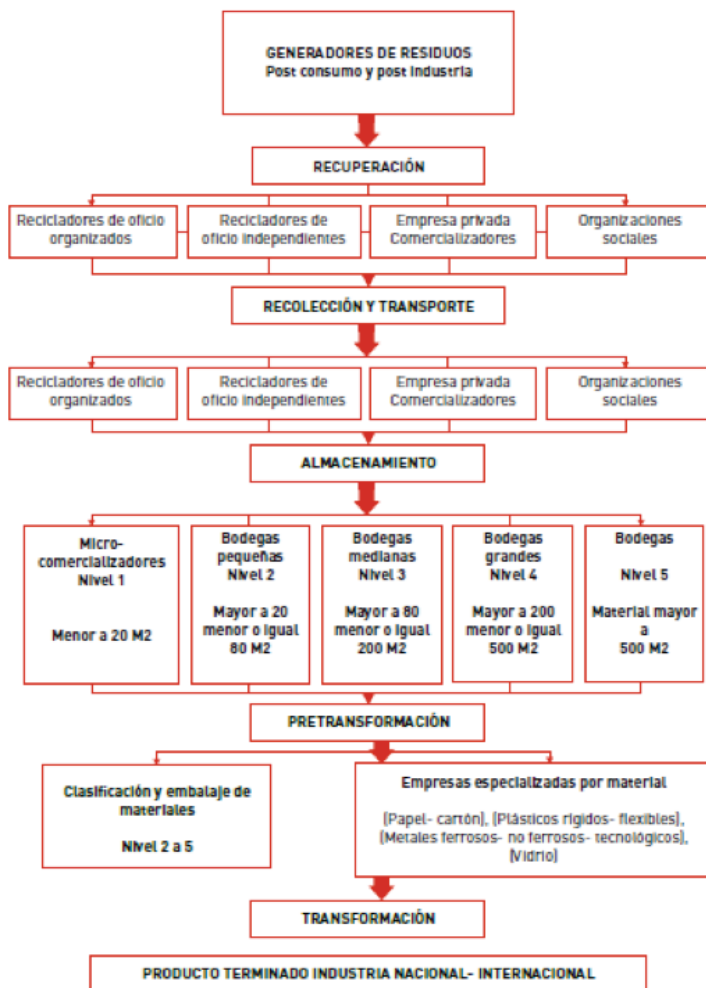 GENERADORES DE RESIDUOS
Post consumo y post industria
RECUPERACIÓN
Recicladores de oficio
organizados
Recicladores de
oficio independientes
Empresa privada
Comercializadores
Organizaciones
sociales
RECOLECCIÓN Y TRANSPORTE
Recicladores de oficio
organizados
Recicladores de
oficio independientes
Empresa privada
Comercializadores
Organizaciones
sociales
ALMACENAMIENTO
Micro-
comercializadores
Nivel 1
Menor a 20 M2
Bodegas
pequeñas
Nivel 2
Mayor a 20
menor o igual
80 M2
Bodegas
medianas
Nivel 3
Mayor a 80
menor o igual
200 M2
Bodegas
grandes
Nivel 4
Mayor a 200
menor o igual
500 M2
Bodegas
Nivel 5
Material mayor
a
500 M2
PRETRANSFORMACIÓN
Clasificación y embalaje de
materiales
Nivel 2 a 5
Empresas especializadas por material
(Papel- cartón), (Plásticos rígidos- flexibles),
(Metales ferrosos- no ferrosos- tecnológicos),
(Vidrio)
TRANSFORMACIÓN
PRODUCTO TERMINADO INDUSTRIA NACIONAL- INTERNACIONAL